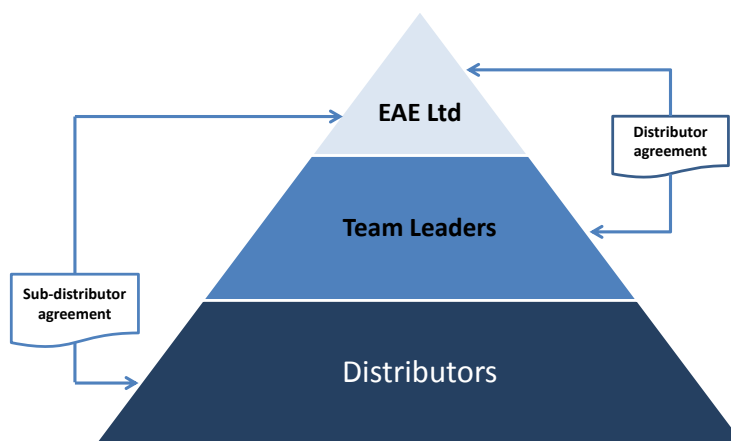 EAE Ltd
Distributor
agreement
Team Leaders
Sub-distributor
agreement
Distributors